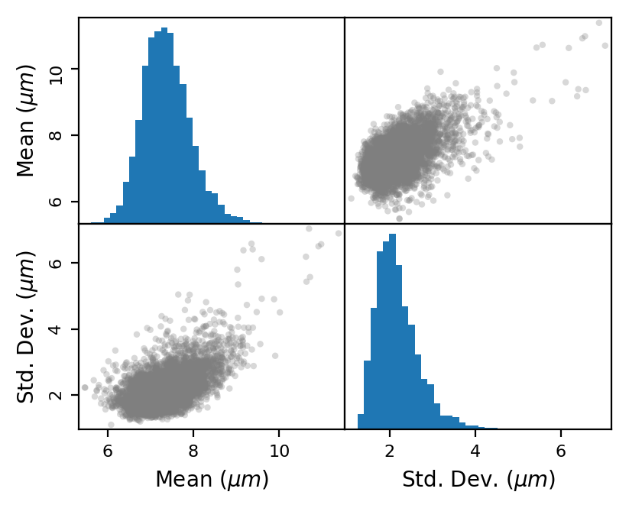 Mean (μm)
10
8
6
Std. Dev. (μm)
6
4
2
6 8 10
2 4 6
Mean (μm)
Std. Dev. (μm)